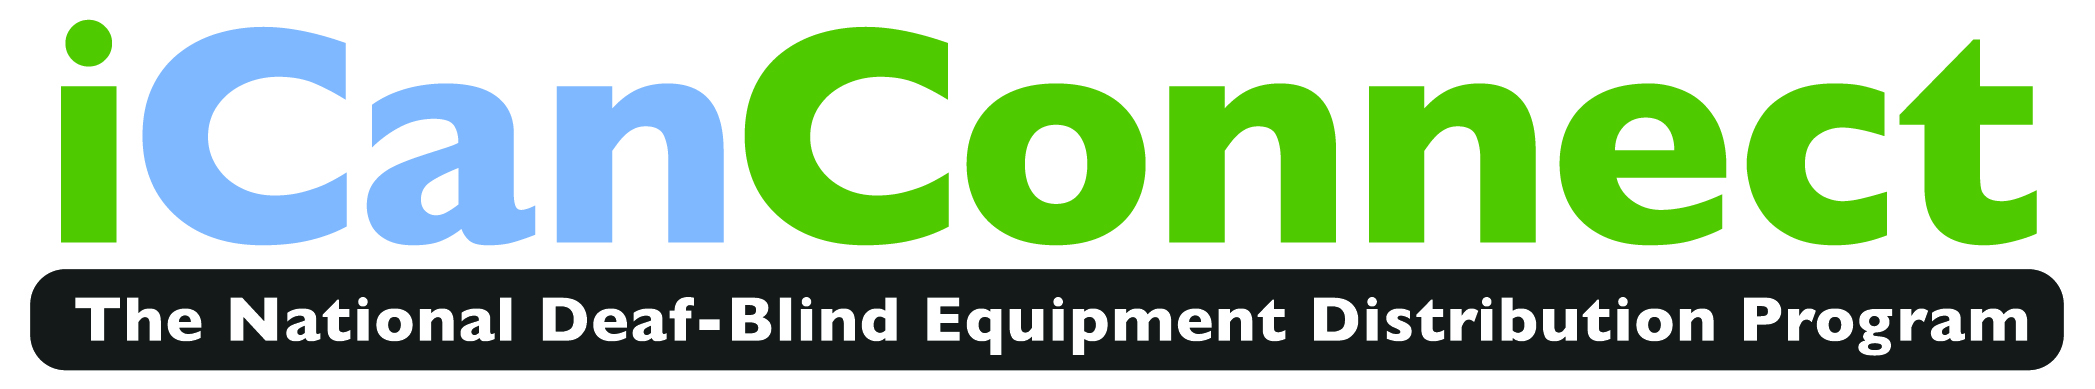 iCanConnect
The National Deaf-Blind Equipment Distribution Program